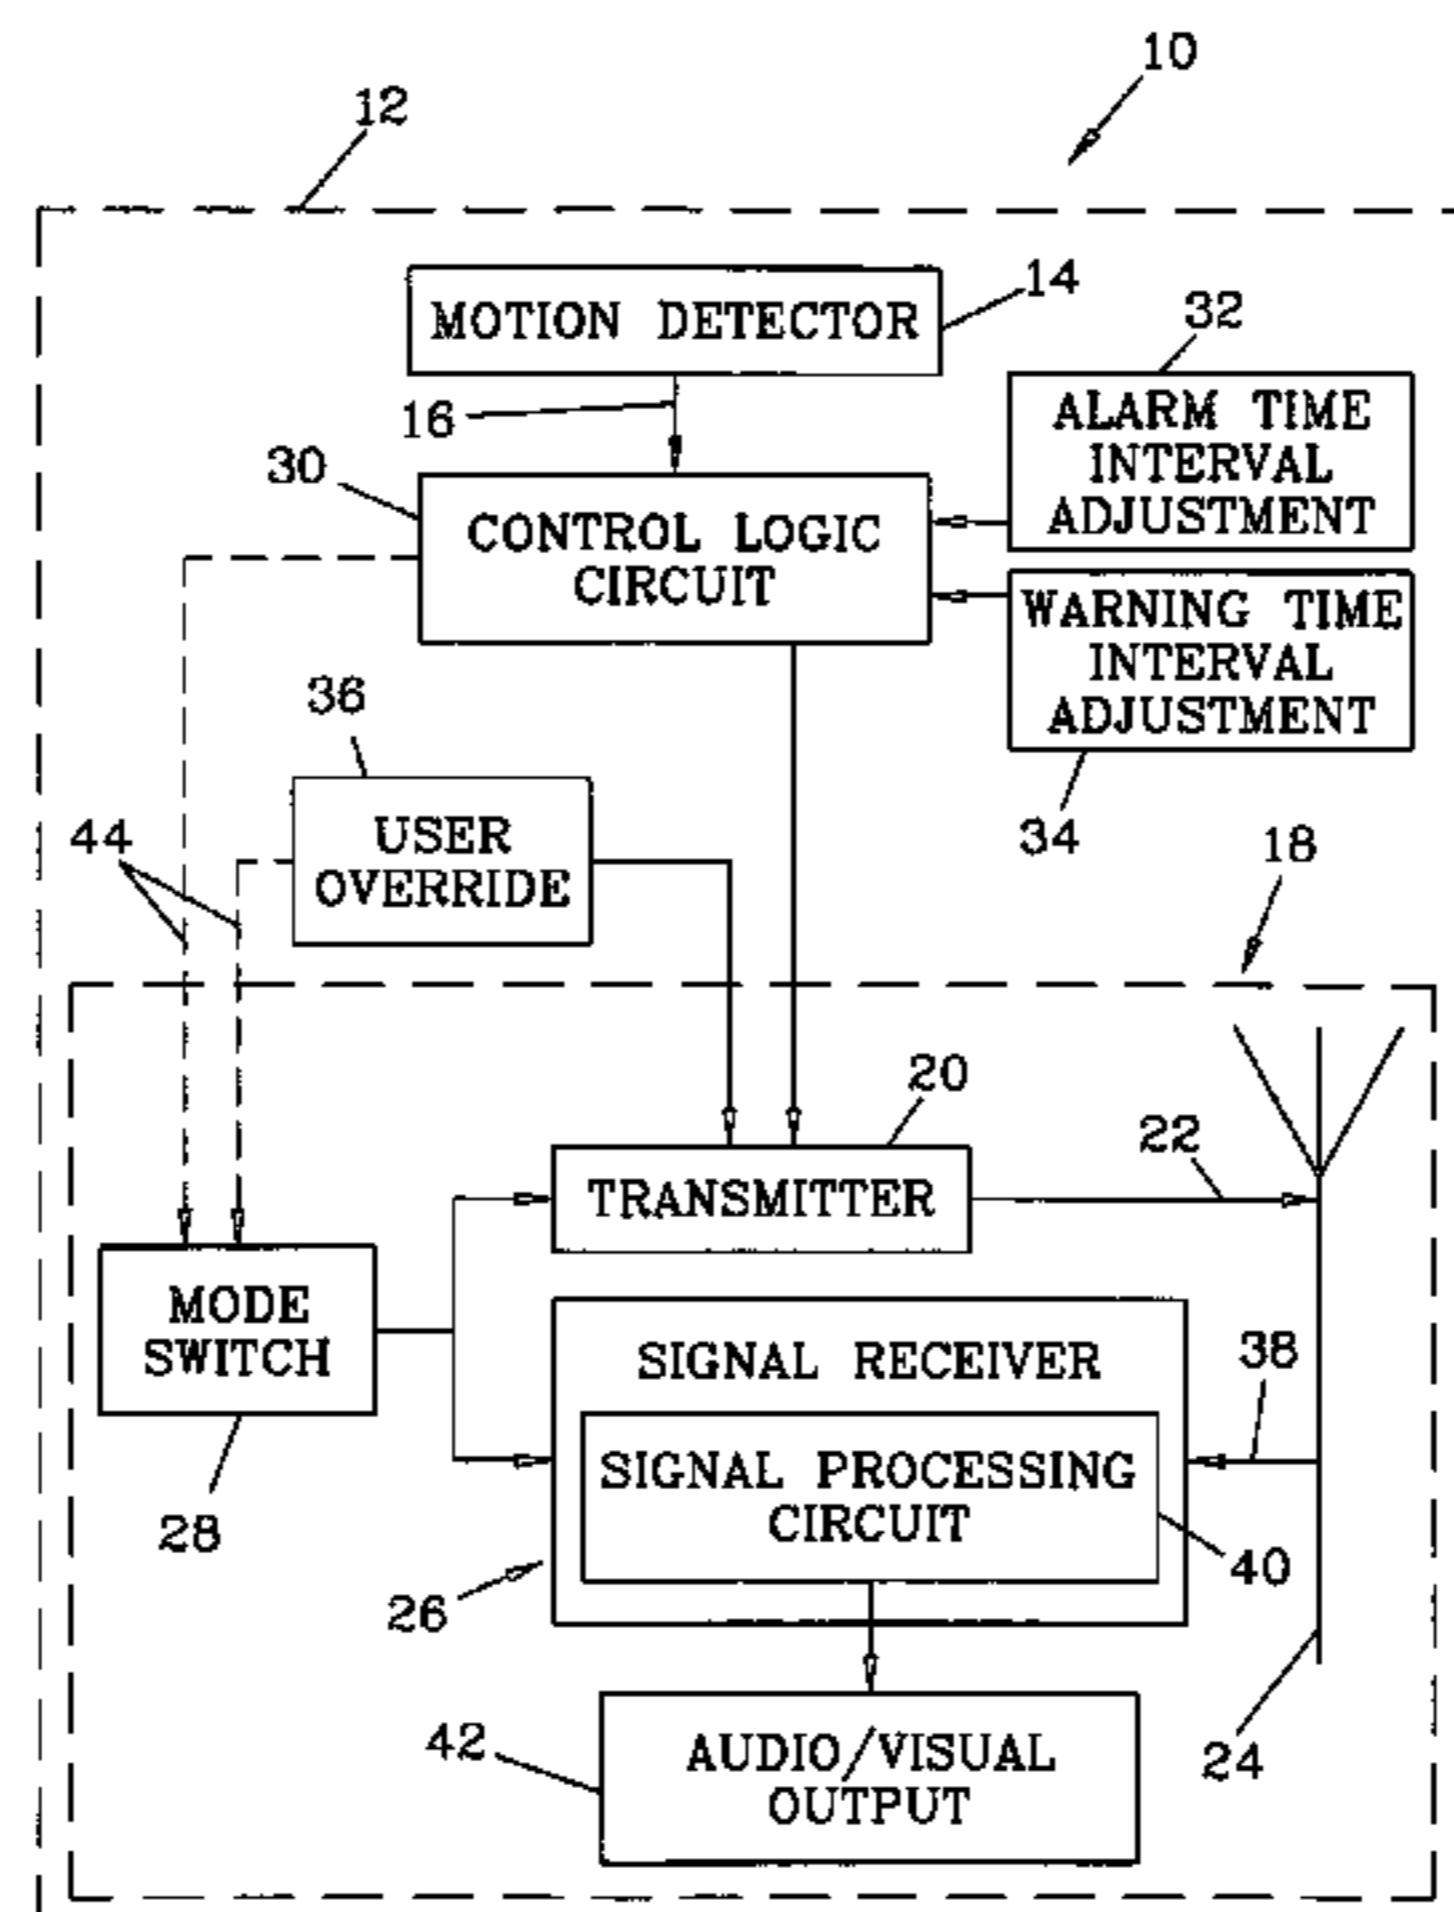 10
12
MOTION DETECTOR
14
16
32
ALARM TIME
INTERVAL
ADJUSTMENT
30
CONTROL LOGIC
CIRCUIT
WARNING TIME
INTERVAL
ADJUSTMENT
34
36
USER
OVERRIDE
44
18
20
TRANSMITTER
22
MODE
SWITCH
28
SIGNAL RECEIVER
38
SIGNAL PROCESSING
CIRCUIT
40
26
24
42
AUDIO/VISUAL
OUTPUT